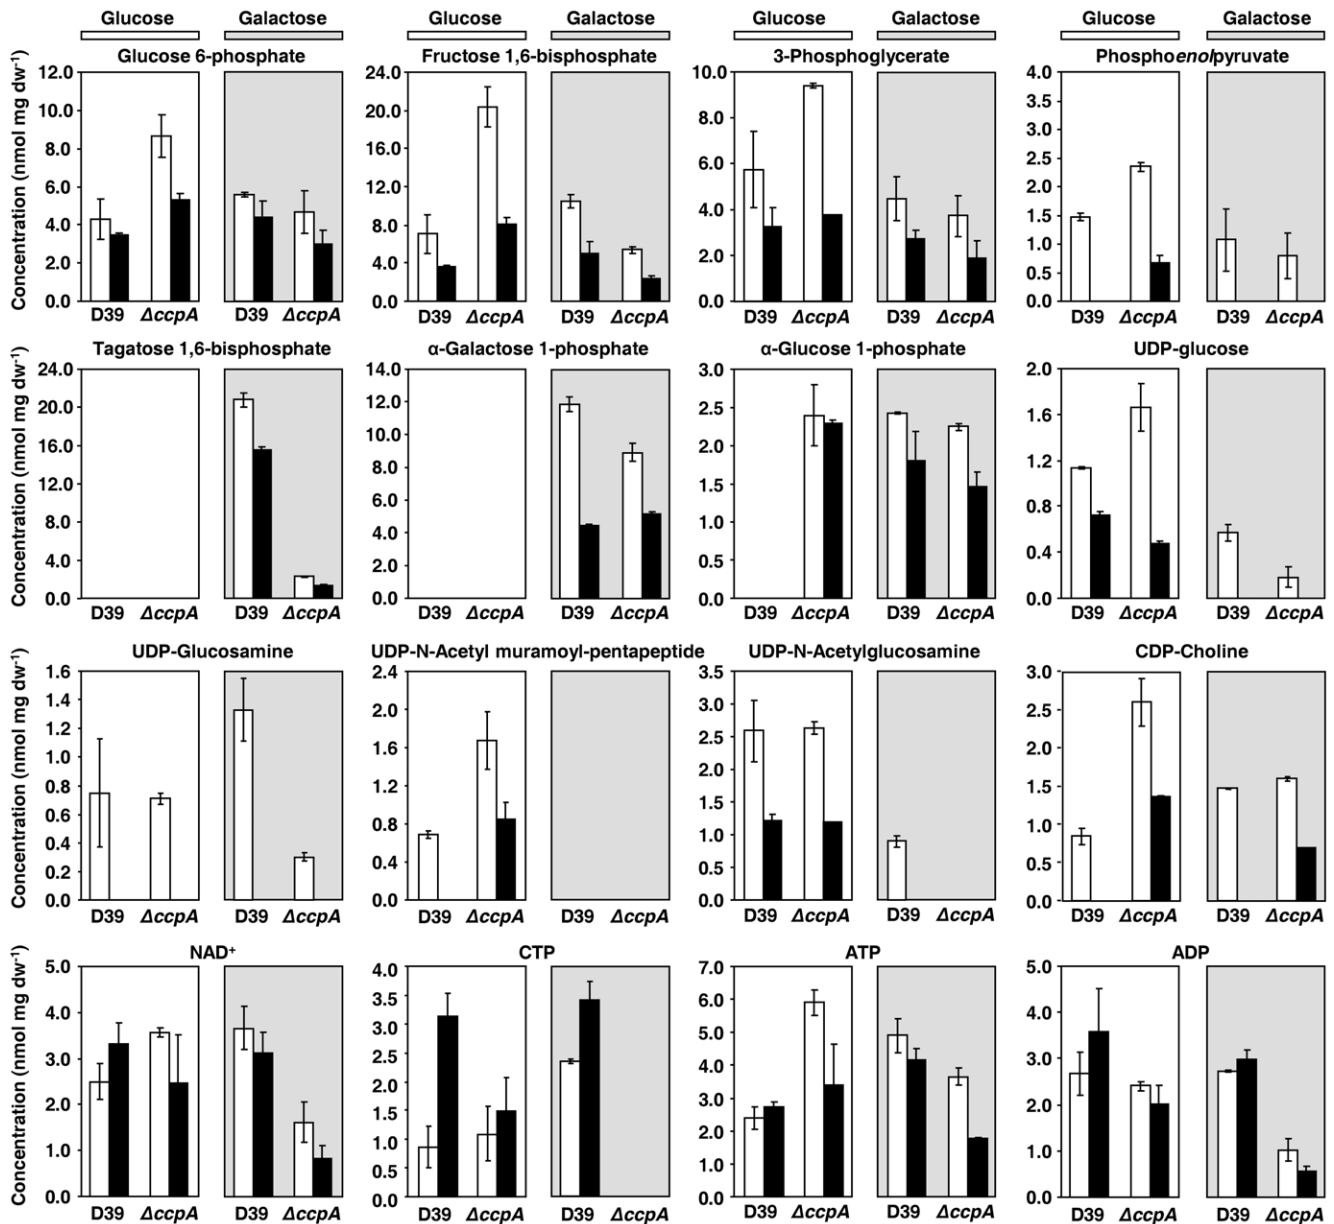 Glucose Galactose Glucose Galactose Glucose Galactose Glucose Galactose
Glucose 6-phosphate Fructose 1,6-bisphosphate 3-Phosphoglycerate Phosphoenolpyruvate
Concentration (nmol mg dw⁻¹)
12.0 24.0 10.0 4.0
10.0 20.0 8.0 3.5
8.0 16.0 6.0 3.0
6.0 12.0 4.0 2.5
4.0 8.0 2.0 2.0
2.0 4.0 0.0 1.5
0.0 0.0 1.0
0.5
0.0
D39 ΔccpA D39 ΔccpA D39 ΔccpA D39 ΔccpA D39 ΔccpA D39 ΔccpA D39 ΔccpA D39 ΔccpA
Tagatose 1,6-bisphosphate α-Galactose 1-phosphate α-Glucose 1-phosphate UDP-glucose
Concentration (nmol mg dw⁻¹)
24.0 14.0 3.0 2.0
20.0 12.0 2.5 1.6
16.0 10.0 2.0 1.2
12.0 8.0 1.5 0.8
8.0 6.0 1.0 0.4
4.0 4.0 2.5 0.0
0.0 2.0 0.0
0.0
D39 ΔccpA D39 ΔccpA D39 ΔccpA D39 ΔccpA D39 ΔccpA D39 ΔccpA D39 ΔccpA D39 ΔccpA
UDP-Glucosamine UDP-N-Acetyl muramoyl-pentapeptide UDP-N-Acetylglucosamine CDP-Choline
Concentration (nmol mg dw⁻¹)
1.6 2.4 3.5 3.0
1.4 2.0 3.0 2.5
1.2 1.6 2.5 2.0
1.0 1.2 2.0 1.5
0.8 0.8 1.5 1.0
0.6 0.4 1.0 0.5
0.4 0.0 0.5 0.0
0.2 0.0
0.0
D39 ΔccpA D39 ΔccpA D39 ΔccpA D39 ΔccpA D39 ΔccpA D39 ΔccpA D39 ΔccpA D39 ΔccpA
NAD⁺ CTP ATP ADP
Concentration (nmol mg dw⁻¹)
5.0 4.0 7.0 5.0
4.0 3.5 6.0 4.0
3.0 3.0 5.0 3.0
2.0 2.5 4.0 2.0
1.0 1.5 3.0 1.0
0.0 1.0 2.0 0.0
0.5 1.0
0.0 0.0
D39 ΔccpA D39 ΔccpA D39 ΔccpA D39 ΔccpA D39 ΔccpA D39 ΔccpA D39 ΔccpA D39 ΔccpA